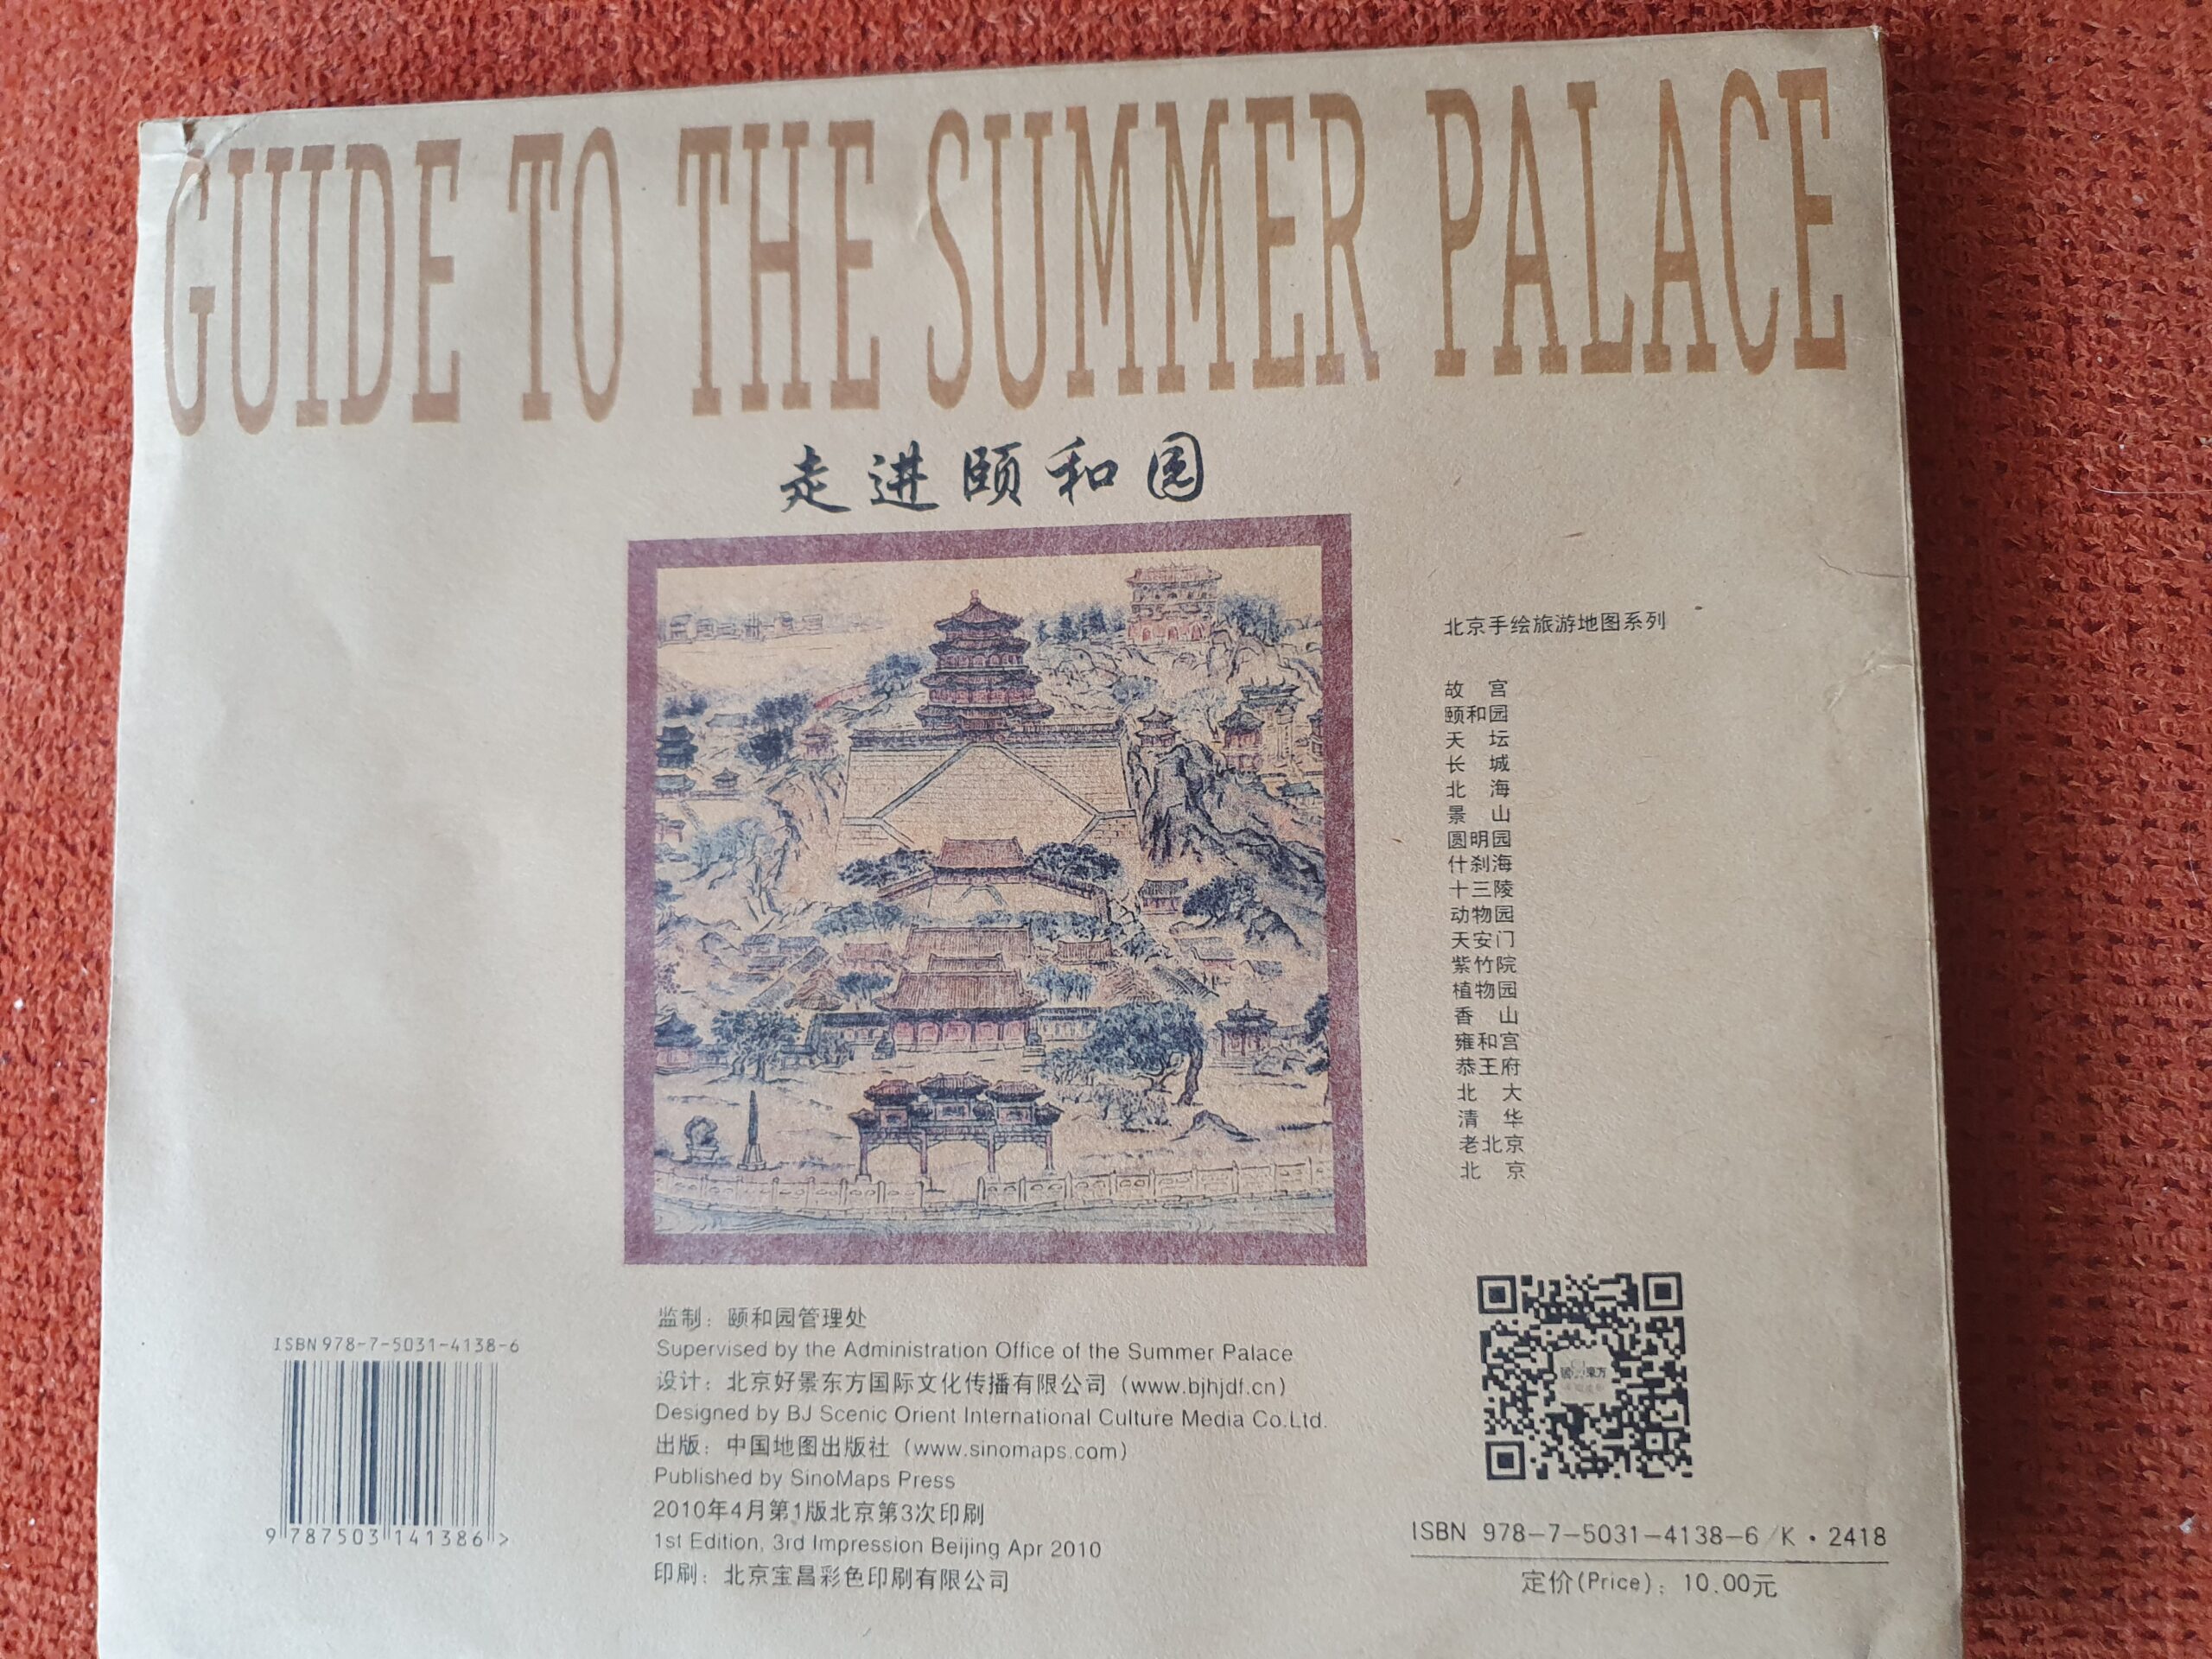 GUIDE TO THE SUMMER PALACE
走进颐和园
北京手绘旅游地图系列
故 宫
颐和园
天 坛
长 城
北 海
景 山
圆明园
什刹海
十三陵
动物园
天安门
紫竹院
植物园
香 山
雍和宫
恭王府
北 大
清 华
老北京
北 京
ISBN 978-7-5031-4138-6
9 787503 141386 >
监制：颐和园管理处
Supervised by the Administration Office of the Summer Palace
设计：北京好景东方国际文化传播有限公司（www.bjhjdf.cn）
Designed by BJ Scenic Orient International Culture Media Co.Ltd.
出版：中国地图出版社（www.sinomaps.com）
Published by SinoMaps Press
2010年4月第1版北京第3次印刷
1st Edition, 3rd Impression Beijing Apr 2010
印刷：北京宝昌彩色印刷有限公司
ISBN 978-7-5031-4138-6/K·2418
定价(Price)：10.00元